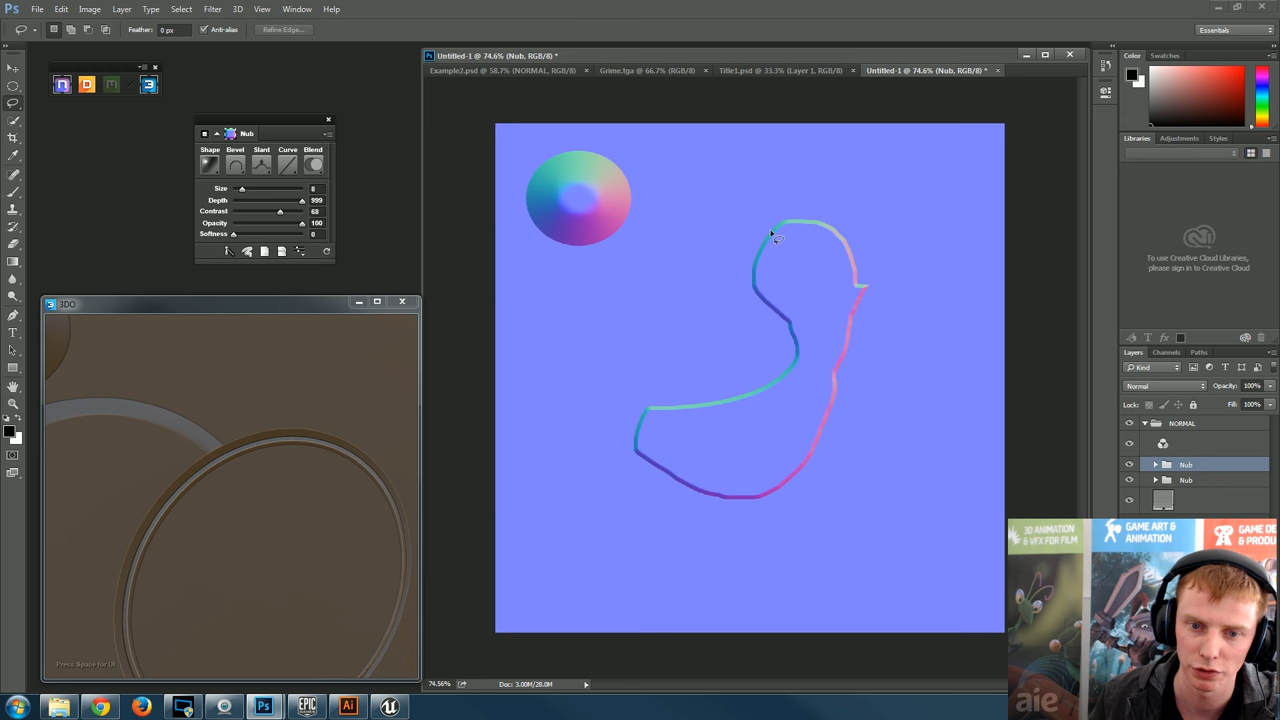 Ps File Edit Image Layer Type Select Filter 3D View Window Help
Feather: 0 px Anti-alias Refine Edge... Essentials
Untitled-1 @ 74.6% (Nub, RGB/8) *
Example2.psd @ 58.7% (NORMAL, RGB/8) Grime.tga @ 66.7% (RGB/8) Title1.psd @ 33.3% (Layer 1, RGB/8) Untitled-1 @ 74.6% (Nub, RGB/8) *
Color Swatches
Nub
Shape Bevel Slant Curve Blend
Size 8
Depth 999
Contrast 68
Opacity 100
Softness 0
Libraries Adjustments Styles
To use Creative Cloud Libraries,
please sign in to Creative Cloud
3DO
Press Space for UI
Layers Channels Paths
Kind
Normal Opacity: 100%
Lock: Fill: 100%
NORMAL
Nub
Nub
3D ANIMATION
& VFX FOR FILM
GAME ART &
ANIMATION
GAME DE
& PRODU
aie
74.56% Doc: 3.00M/28.0M
EPIC
Ps Ai